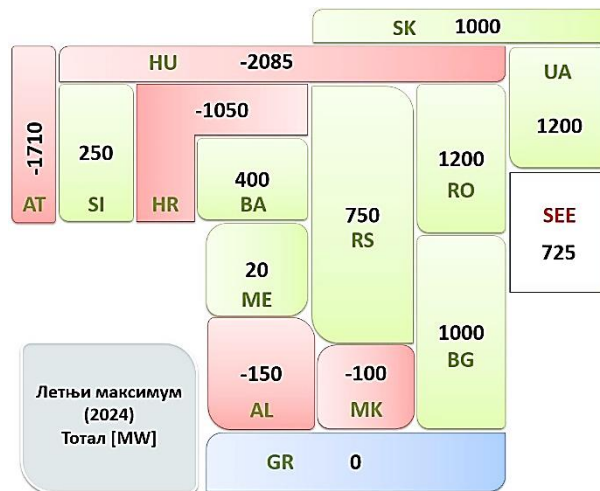 SK 1000
HU -2085
UA
1200
-1710
AT
250
SI
-1050
HR
400
BA
750
RS
1200
RO
SEE
725
20
ME
1000
BG
-150
AL
-100
MK
Летњи максимум
(2024)
Тотал [MW]
GR 0